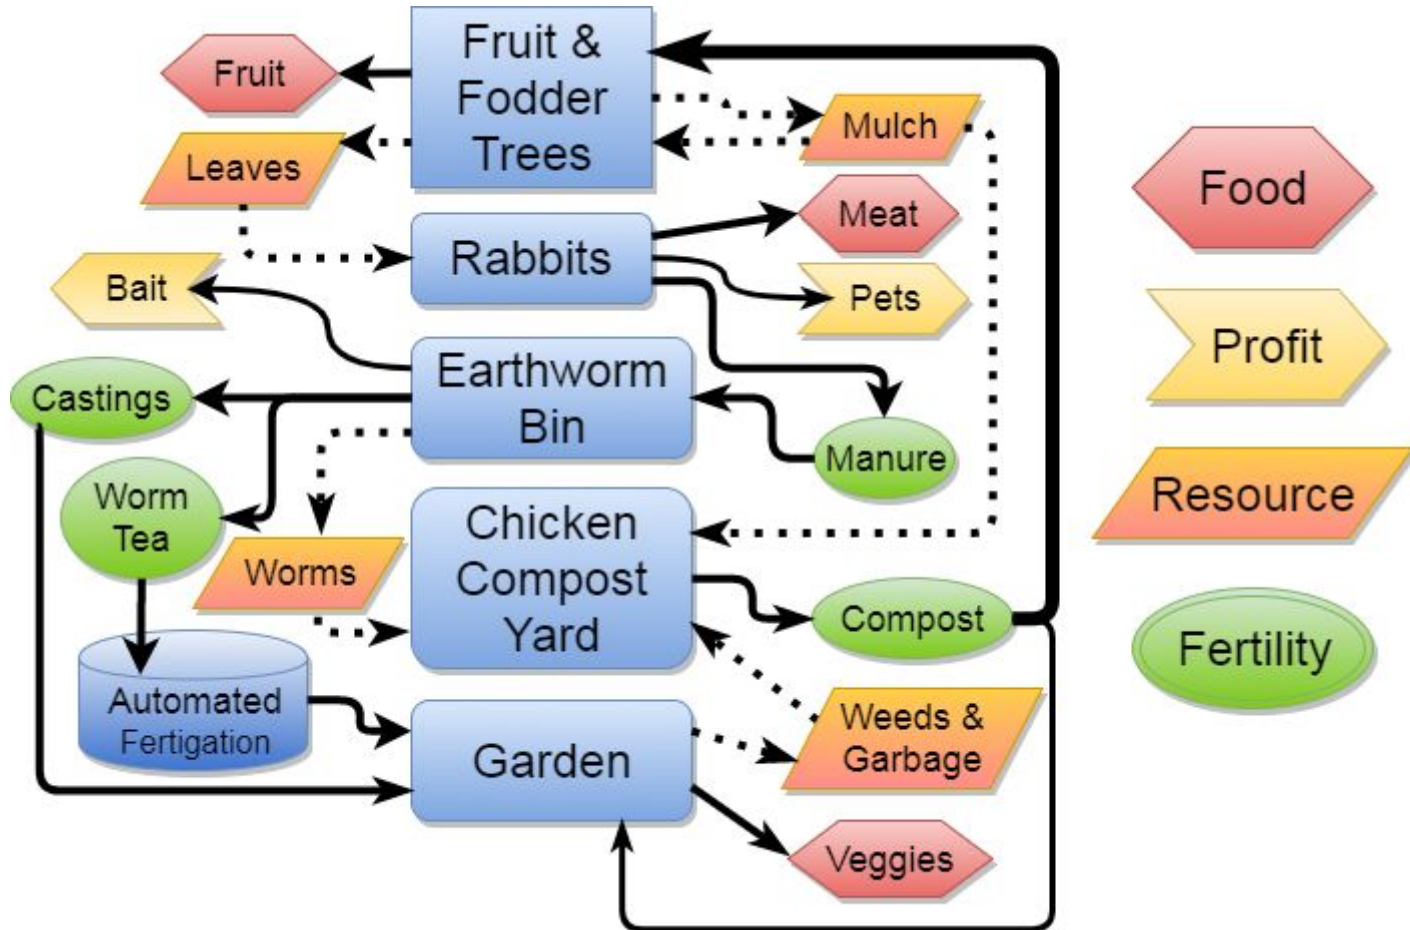 Fruit &
Fodder
Trees
Fruit
Mulch
Leaves
Meat
Rabbits
Pets
Bait
Earthworm
Bin
Castings
Manure
Worm
Tea
Chicken
Compost
Yard
Worms
Compost
Automated
Fertigation
Garden
Weeds &
Garbage
Veggies
Food
Profit
Resource
Fertility